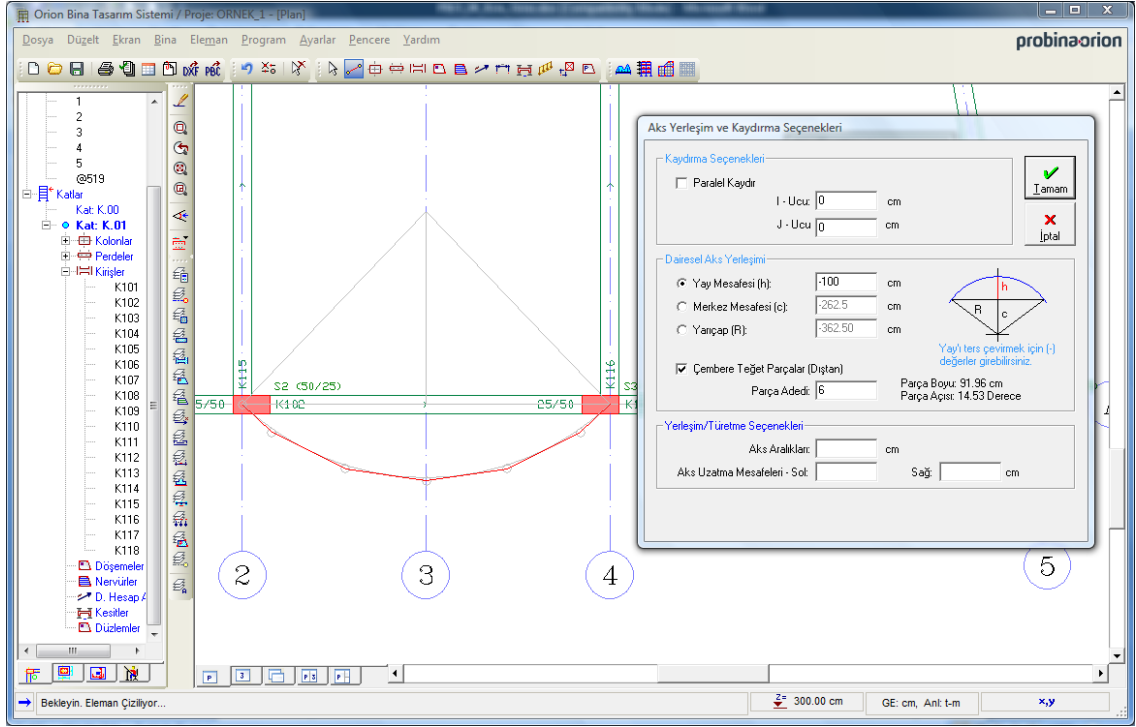 Orion Bina Tasarım Sistemi / Proje: ORNEK_1 - [Plan]
Dosya Düzelt Ekran Bina Eleman Program Ayarlar Pencere Yardım
probina orion
DXF PBC
1
2
3
4
5
@519
Katlar
Kat: K.00
Kat: K.01
Kolonlar
Perdeler
Kirişler
K101
K102
K103
K104
K105
K106
K107
K108
K109
K110
K111
K112
K113
K114
K115
K116
K117
K118
Döşemeler
Nervürler
D. Hesap A
Kesitler
Düzlemler
K115
K116
S2 (50/25)
S3
5/50
K102
25/50
K1
2
3
4
5
Aks Yerleşim ve Kaydırma Seçenekleri
Kaydırma Seçenekleri
Paralel Kaydır
I - Ucu: 0 cm
J - Ucu 0 cm
Tamam
İptal
Dairesel Aks Yerleşimi
Yay Mesafesi (h): -100 cm
Merkez Mesafesi (c): -262.5 cm
Yarıçap (R): -362.50 cm
h
R
c
Yay'ı ters çevirmek için (-)
değerler girebilirsiniz.
Çembere Teğet Parçalar (Dıştan)
Parça Adedi: 6
Parça Boyu: 91.96 cm
Parça Açısı: 14.53 Derece
Yerleşim/Türetme Seçenekleri
Aks Aralıkları: cm
Aks Uzatma Mesafeleri - Sol: Sağ: cm
Bekleyin. Eleman Çiziliyor...
Z= 300.00 cm
GE: cm, Anl: t-m
x,y